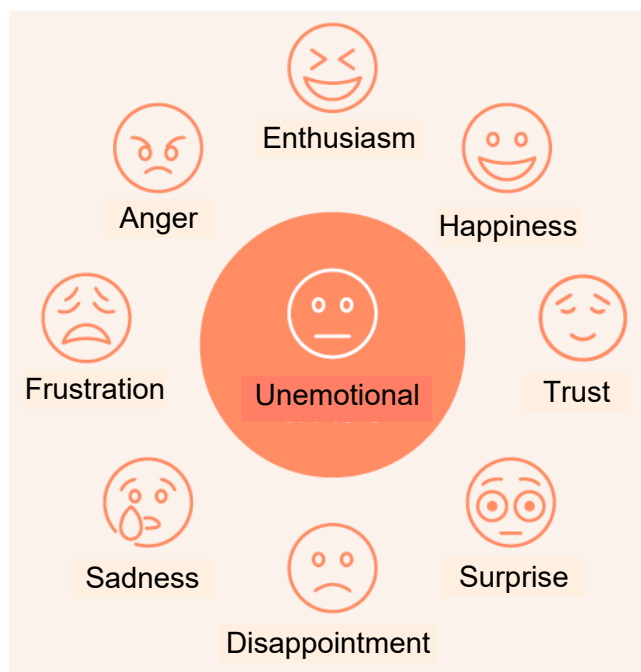 Enthusiasm
Anger
Happiness
Frustration
Unemotional
Trust
Sadness
Surprise
Disappointment